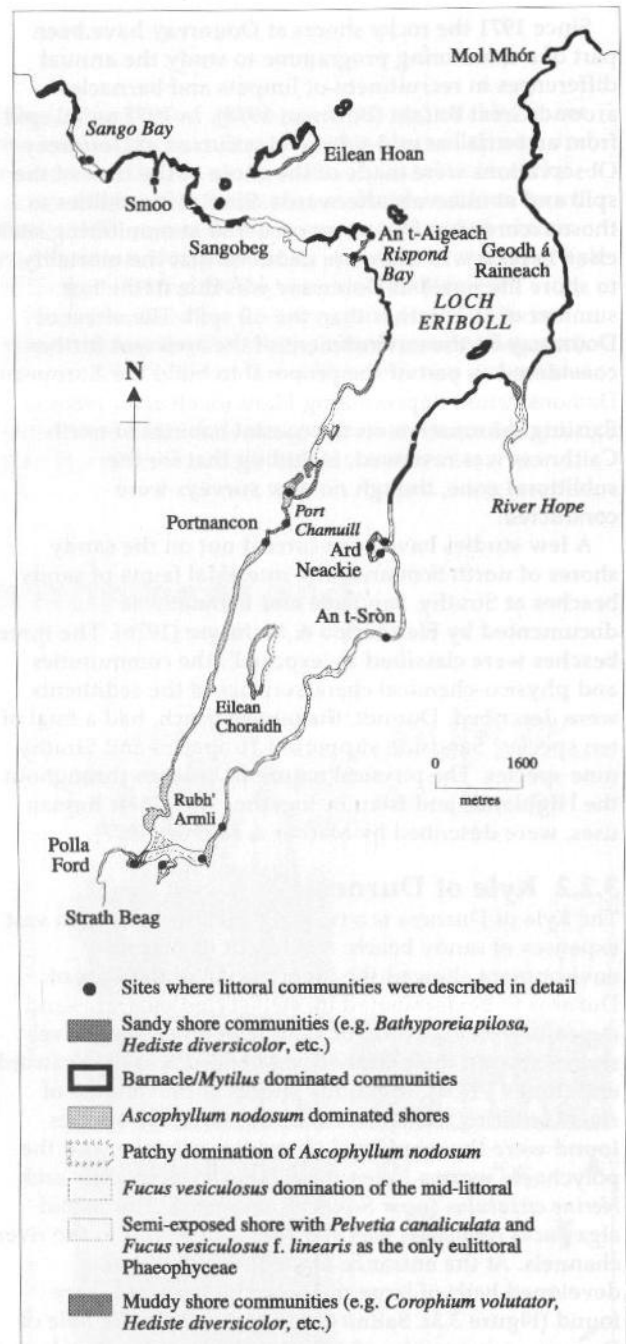 Mol Mhór
Sango Bay
Eilean Hoan
Smoo
Sangobeg
An t-Aigeach
Rispond
Bay
Geodh á
Raineach
LOCH
ERIBOLL
N
River Hope
Portnancon
Port
Chamuill
Ard
Neackie
An t-Sròn
Eilean
Choraidh
0 1600
metres
Rubh'
Armli
Polla
Ford
Strath Beag
Sites where littoral communities were described in detail
Sandy shore communities (e.g. Bathyporeia pilosa,
Hediste diversicolor, etc.)
Barnacle/Mytilus dominated communities
Ascophyllum nodosum dominated shores
Patchy domination of Ascophyllum nodosum
Fucus vesiculosus domination of the mid-littoral
Semi-exposed shore with Pelvetia canaliculata and
Fucus vesiculosus f. linearis as the only eulittoral
Phaeophyceae
Muddy shore communities (e.g. Corophium volutator,
Hediste diversicolor, etc.)